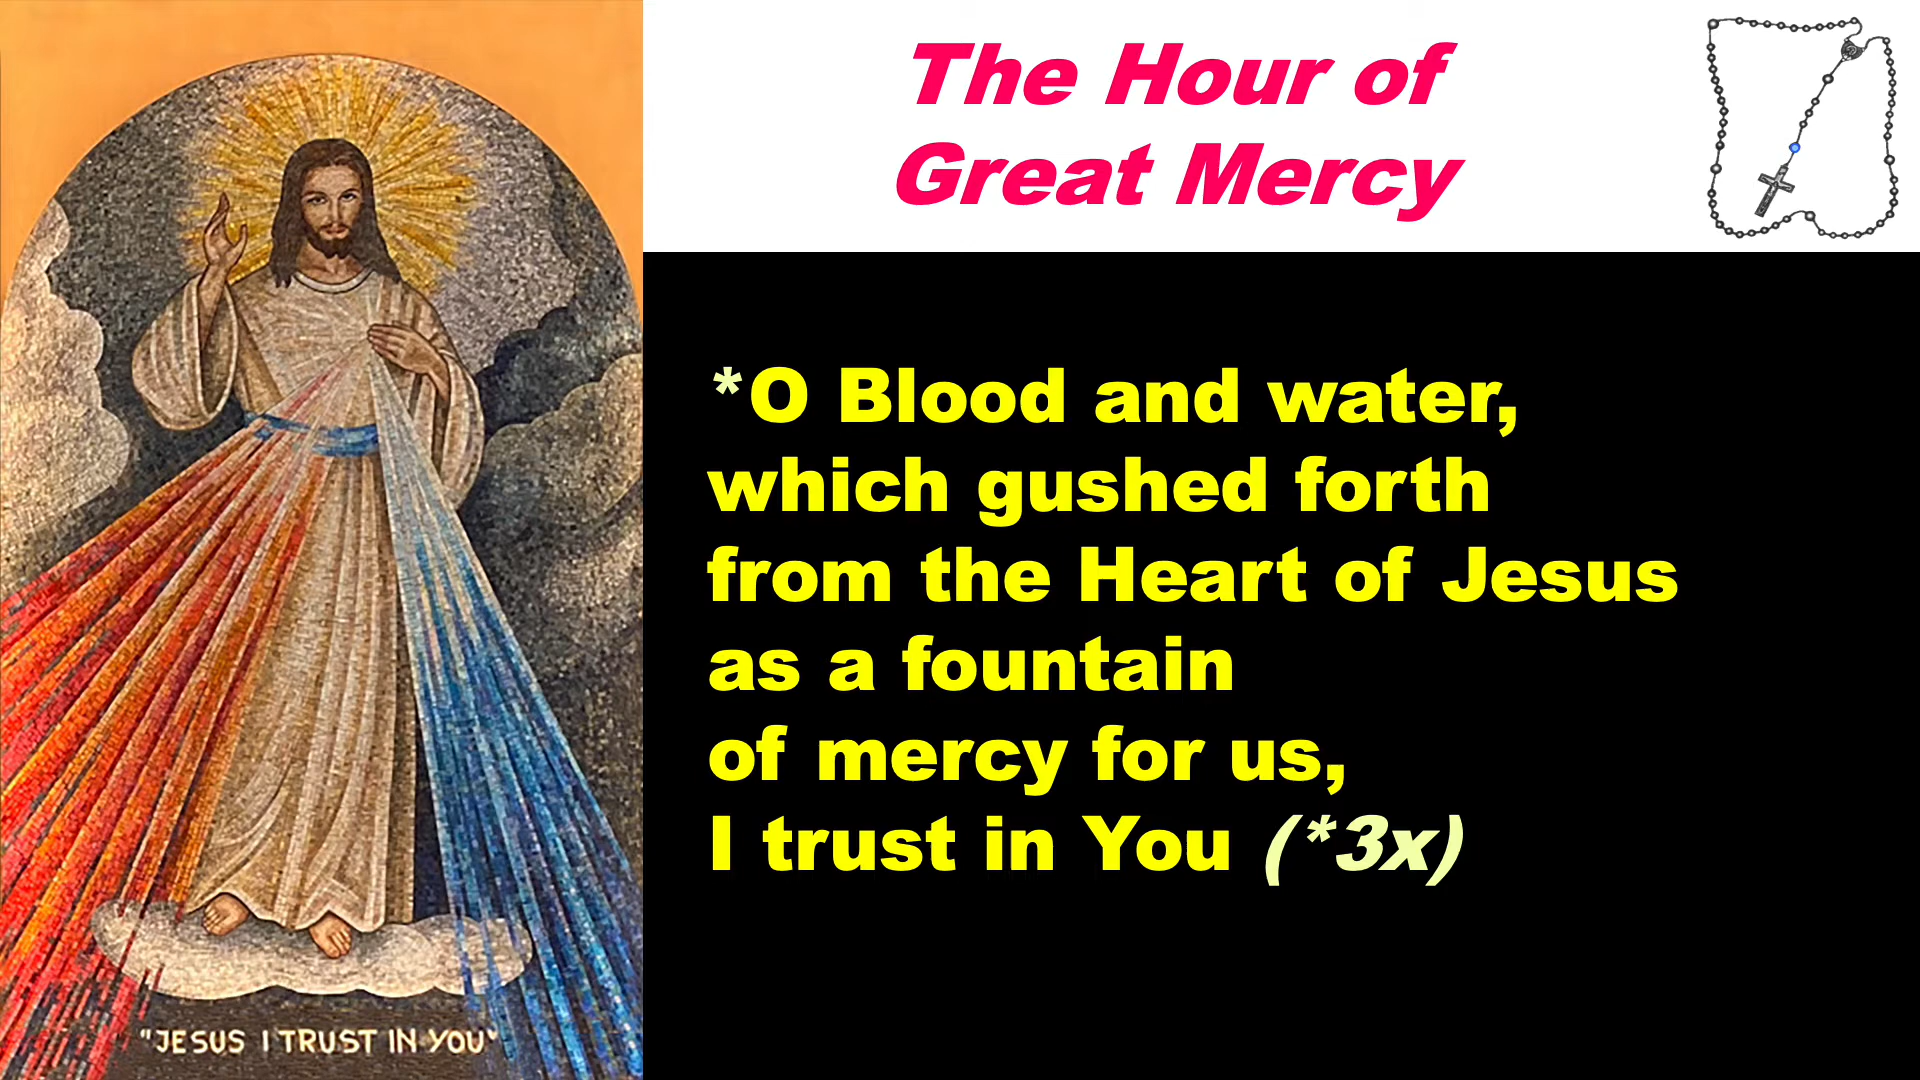 The Hour of
Great Mercy
*O Blood and water,
which gushed forth
from the Heart of Jesus
as a fountain
of mercy for us,
I trust in You (*3x)
"JESUS I TRUST IN YOU"